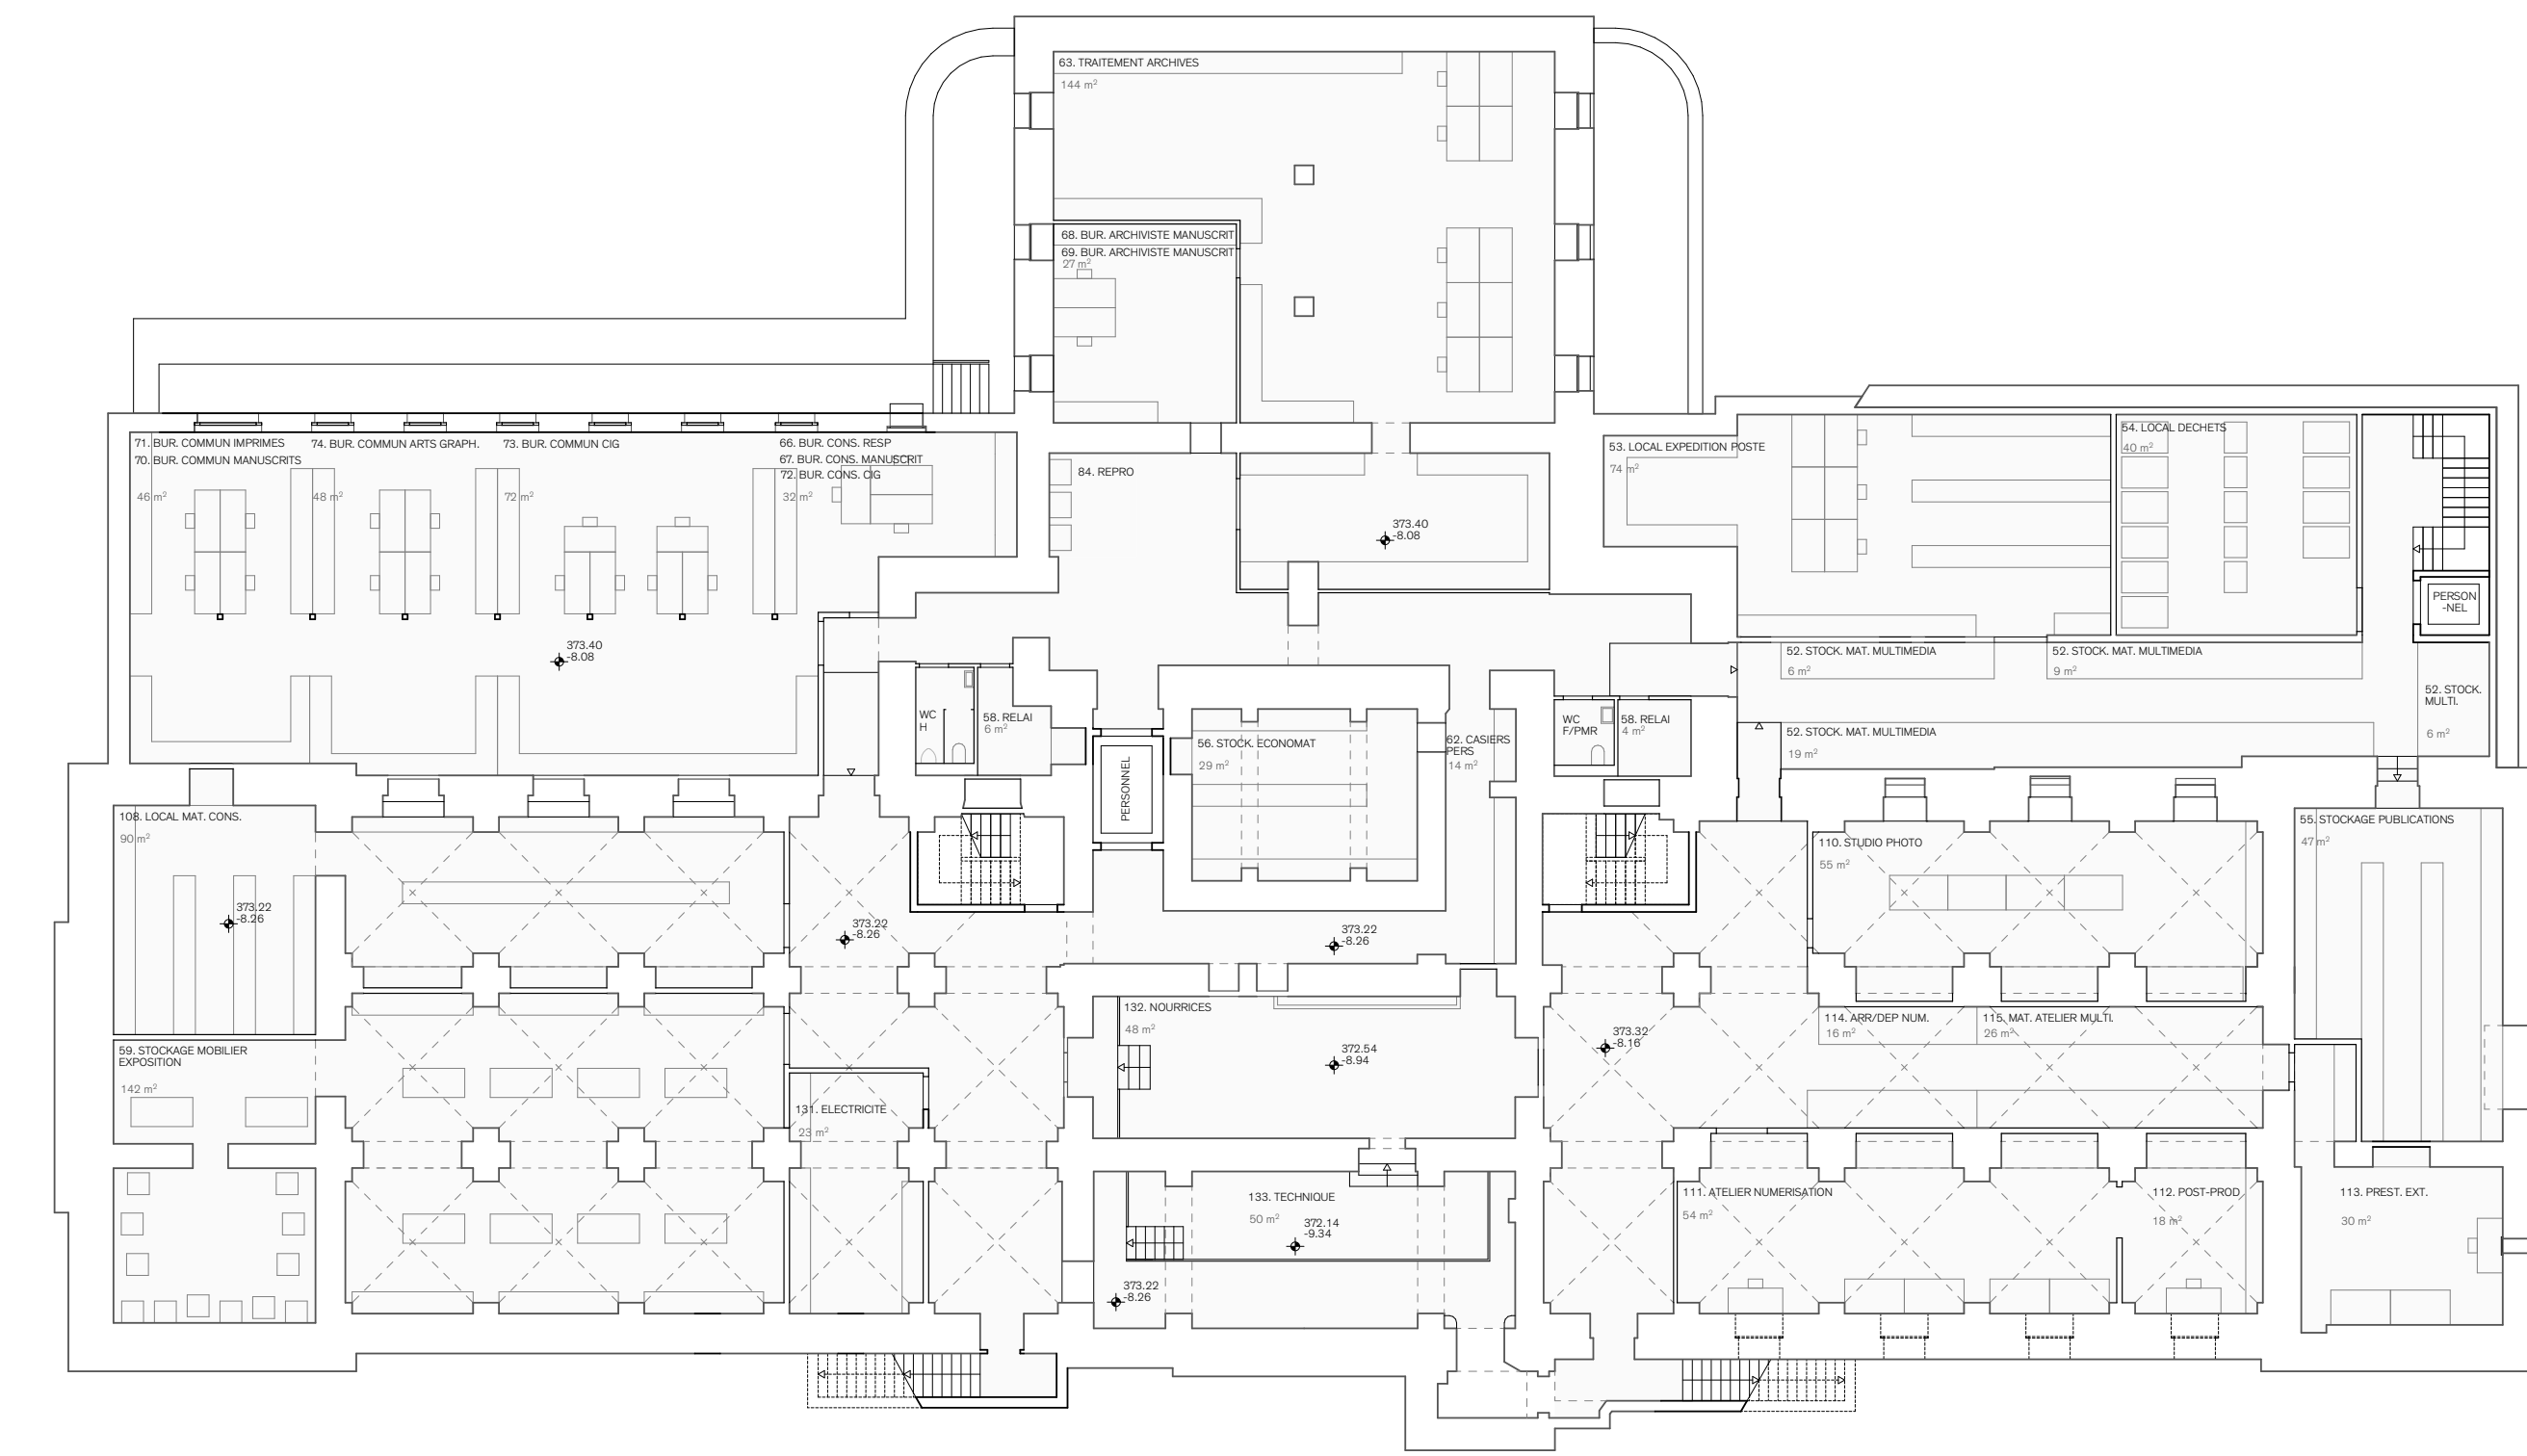 63. TRAITEMENT ARCHIVES
144 m²
68. BUR. ARCHIVISTE MANUSCRIT
69. BUR. ARCHIVISTE MANUSCRIT
27 m²
71. BUR. COMMUN IMPRIMES
70. BUR. COMMUN MANUSCRITS
46 m²
74. BUR. COMMUN ARTS GRAPH.
48 m²
73. BUR. COMMUN CIG
72 m²
66. BUR. CONS. RESP
67. BUR. CONS. MANUSCRIT
72. BUR. CONS. CIG
32 m²
373.40
-8.08
84. REPRO
373.40
-8.08
53. LOCAL EXPEDITION POSTE
74 m²
54. LOCAL DECHETS
40 m²
PERSON
-NEL
52. STOCK. MAT. MULTIMEDIA
6 m²
52. STOCK. MAT. MULTIMEDIA
9 m²
52. STOCK.
MULTI.
6 m²
52. STOCK. MAT. MULTIMEDIA
19 m²
WC
H
58. RELAI
6 m²
PERSONNEL
56. STOCK. ECONOMAT
29 m²
62. CASIERS
PERS
14 m²
WC
F/PMR
58. RELAI
4 m²
108. LOCAL MAT. CONS.
90 m²
373.22
-8.26
373.22
-8.26
373.22
-8.26
110. STUDIO PHOTO
55 m²
55. STOCKAGE PUBLICATIONS
47 m²
59. STOCKAGE MOBILIER
EXPOSITION
142 m²
132. NOURRICES
48 m²
372.54
-8.94
373.32
-8.16
114. ARR/DEP NUM.
16 m²
115. MAT. ATELIER MULTI.
26 m²
131. ELECTRICITE
23 m²
133. TECHNIQUE
50 m²
372.14
-9.34
373.22
-8.26
111. ATELIER NUMERISATION
54 m²
112. POST-PROD
18 m²
113. PREST. EXT.
30 m²